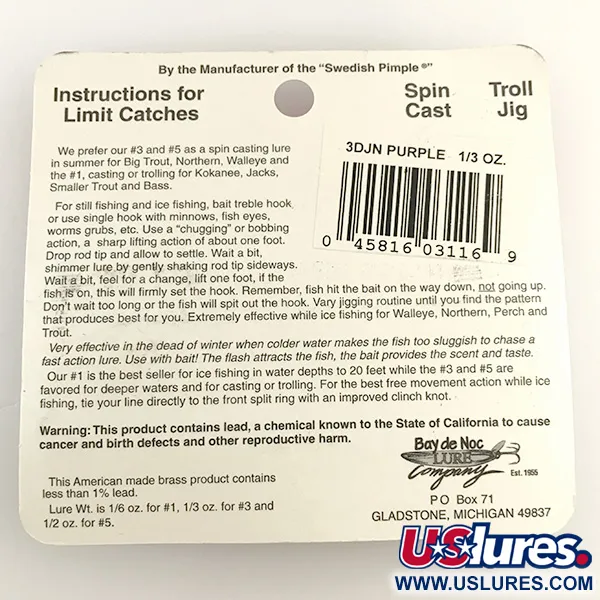 By the Manufacturer of the "Swedish Pimple®"
Instructions for
Limit Catches
Spin
Cast
Troll
Jig
We prefer our #3 and #5 as a spin casting lure
in summer for Big Trout, Northern, Walleye and
the #1, casting or trolling for Kokanee, Jacks,
Smaller Trout and Bass.
3DJN PURPLE 1/3 OZ.
0 45816 03116 9
For still fishing and ice fishing, bait treble hook
or use single hook with minnows, fish eyes,
worms grubs, etc. Use a "chugging" or bobbing
action, a sharp lifting action of about one foot.
Drop rod tip and allow to settle. Wait a bit,
shimmer lure by gently shaking rod tip sideways.
Wait a bit, feel for a change, lift one foot, if the
fish is on, this will firmly set the hook. Remember, fish hit the bait on the way down, not going up.
Don't wait too long or the fish will spit out the hook. Vary jigging routine until you find the pattern
that produces best for you. Extremely effective while ice fishing for Walleye, Northern, Perch and
Trout.
Very effective in the dead of winter when colder water makes the fish too sluggish to chase a
fast action lure. Use with bait! The flash attracts the fish, the bait provides the scent and taste.
Our #1 is the best seller for ice fishing in water depths to 20 feet while the #3 and #5 are
favored for deeper waters and for casting or trolling. For the best free movement action while ice
fishing, tie your line directly to the front split ring with an improved clinch knot.
Warning: This product contains lead, a chemical known to the State of California to cause
cancer and birth defects and other reproductive harm.
Bay de Noc
LURE
Company
Est. 1955
This American made brass product contains
less than 1% lead.
Lure Wt. is 1/6 oz. for #1, 1/3 oz. for #3 and
1/2 oz. for #5.
P O Box 71
GLADSTONE, MICHIGAN 49837
USlures.
WWW.USLURES.COM